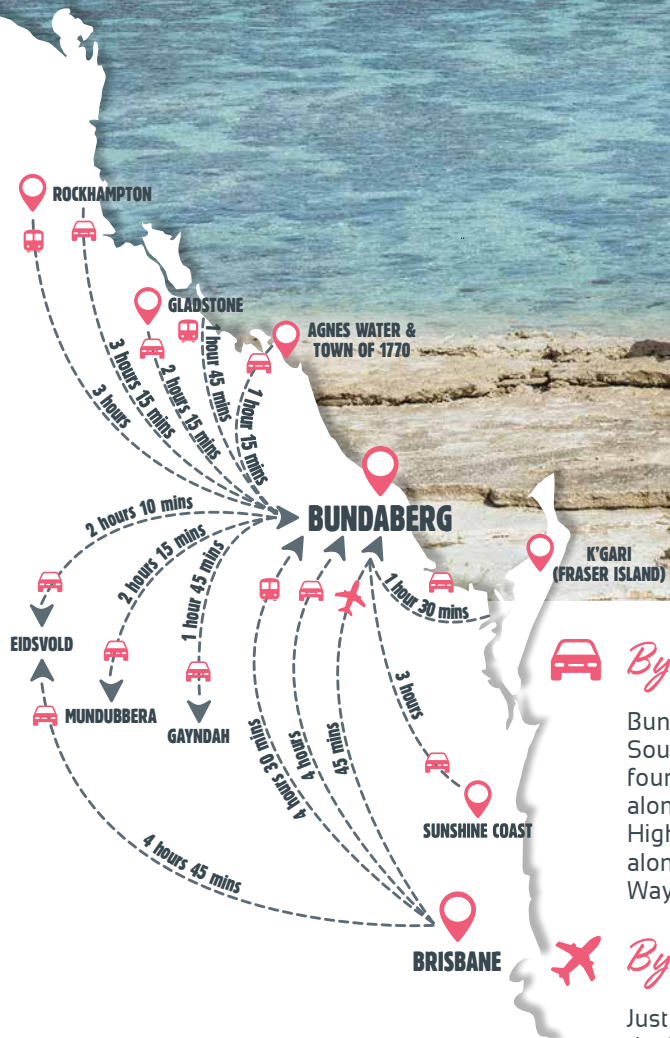 ROCKHAMPTON
GLADSTONE
AGNES WATER &
TOWN OF 1770
3 hours
3 hours 15 mins
2 hours 15 mins
1 hour 45 mins
1 hour 15 mins
BUNDABERG
2 hours 10 mins
2 hours 15 mins
1 hour 45 mins
1 hour 30 mins
K'GARI
(FRASER ISLAND)
EIDSVOLD
MUNDUBBERA
GAYNDAH
4 hours 30 mins
4 hours
45 mins
3 hours
SUNSHINE COAST
4 hours 45 mins
BRISBANE
By
Bun
Sou
four
alon
High
alon
Way
By
Just